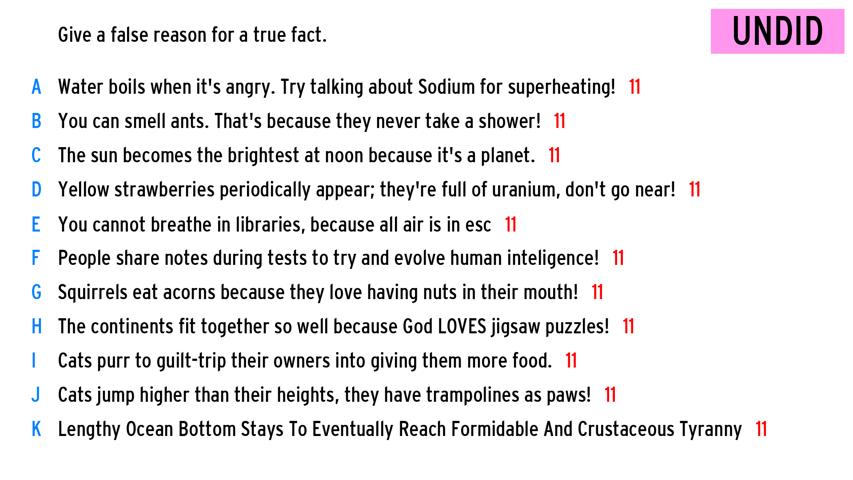 Give a false reason for a true fact.
UNDID
A Water boils when it's angry. Try talking about Sodium for superheating! 11
B You can smell ants. That's because they never take a shower! 11
C The sun becomes the brightest at noon because it's a planet. 11
D Yellow strawberries periodically appear; they're full of uranium, don't go near! 11
E You cannot breathe in libraries, because all air is in esc 11
F People share notes during tests to try and evolve human inteligence! 11
G Squirrels eat acorns because they love having nuts in their mouth! 11
H The continents fit together so well because God LOVES jigsaw puzzles! 11
I Cats purr to guilt-trip their owners into giving them more food. 11
J Cats jump higher than their heights, they have trampolines as paws! 11
K Lengthy Ocean Bottom Stays To Eventually Reach Formidable And Crustaceous Tyranny 11